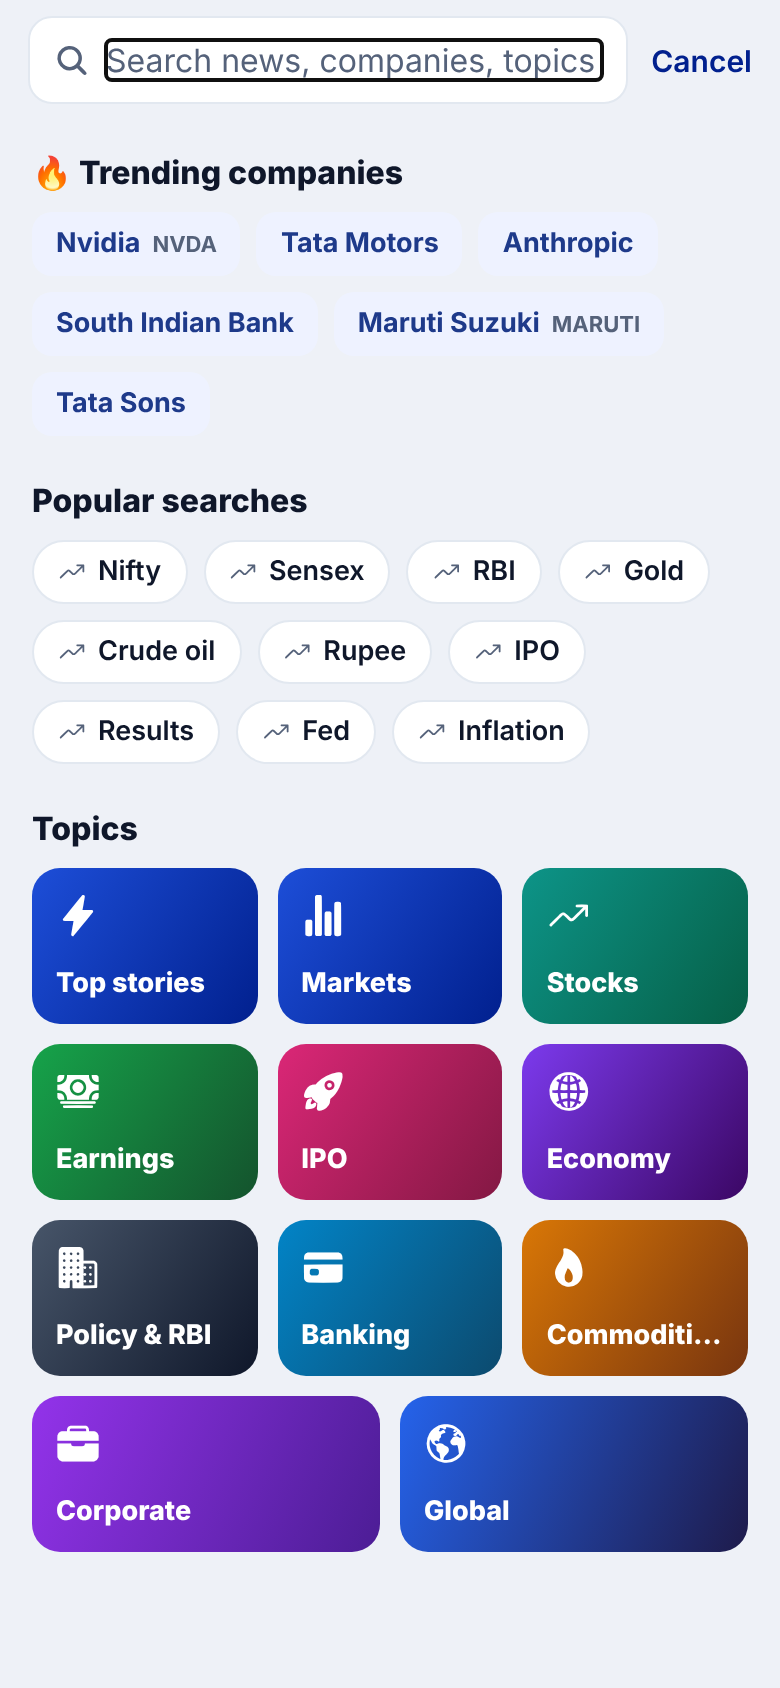 Search news, companies, topics
Cancel
🔥 Trending companies
Nvidia NVDA
Tata Motors
Anthropic
South Indian Bank
Maruti Suzuki MARUTI
Tata Sons
Popular searches
Nifty
Sensex
RBI
Gold
Crude oil
Rupee
IPO
Results
Fed
Inflation
Topics
Top stories
Markets
Stocks
Earnings
IPO
Economy
Policy & RBI
Banking
Commoditi...
Corporate
Global